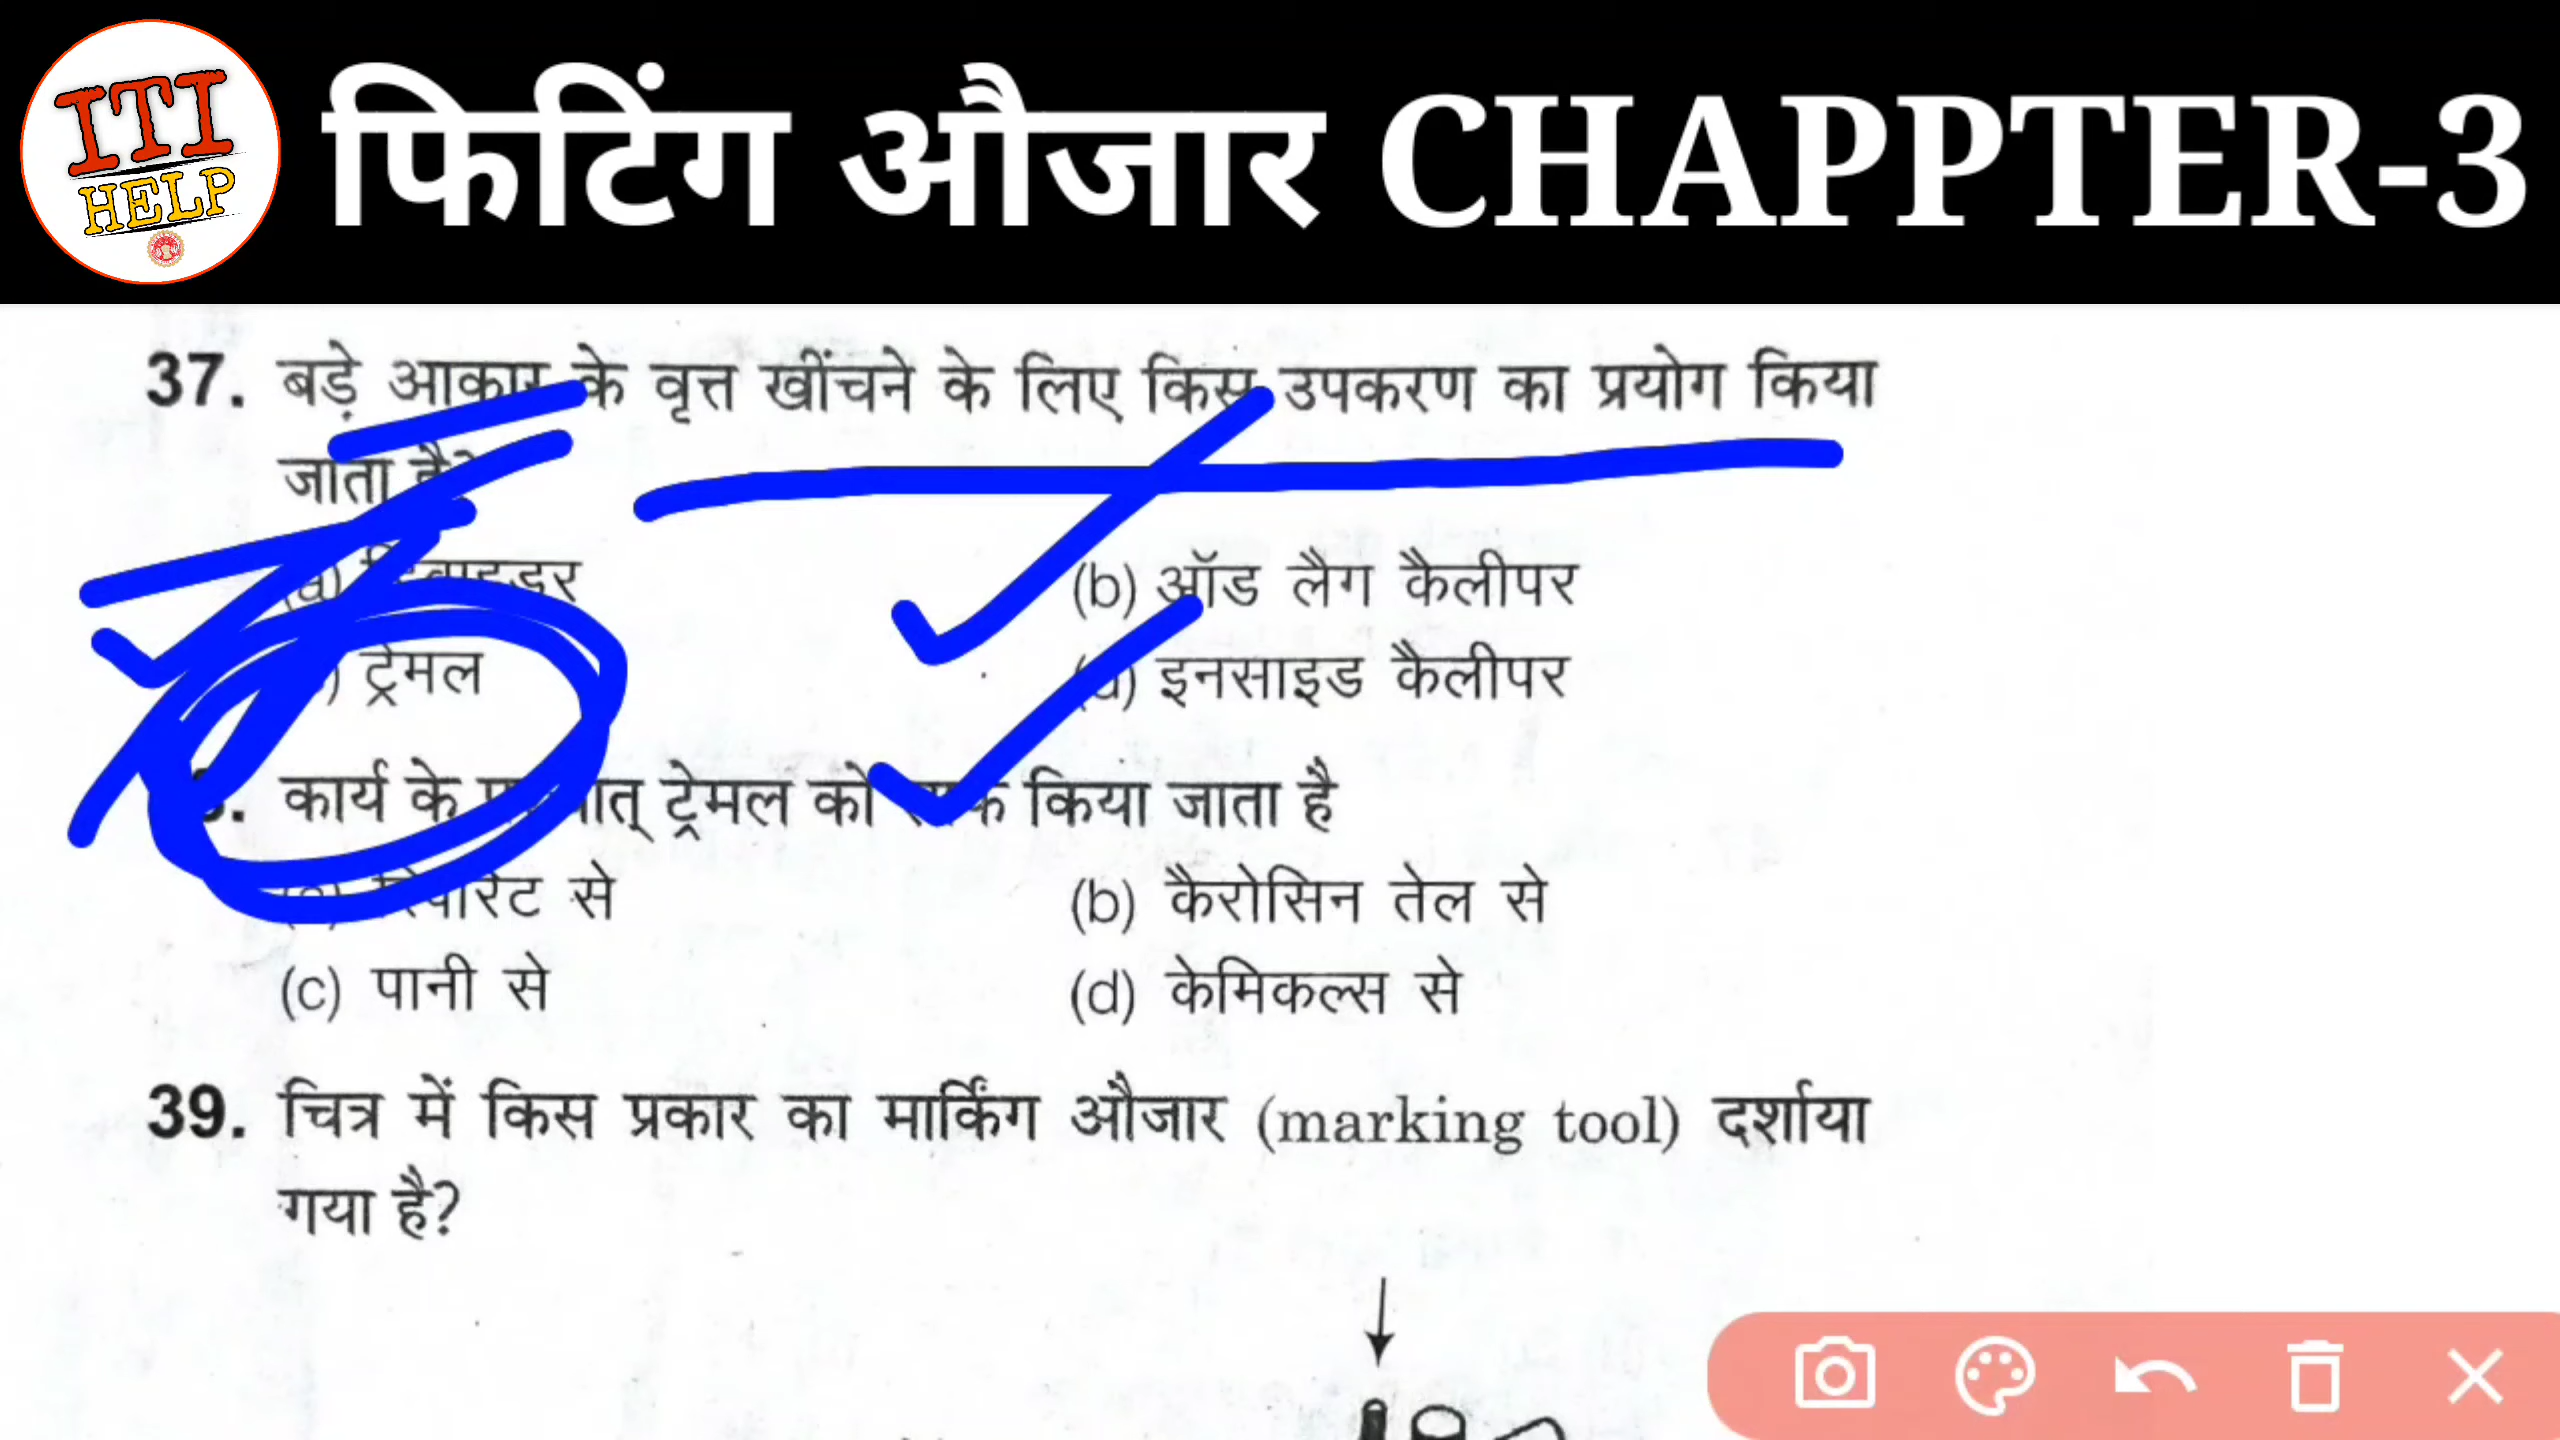 ITI
HELP
फिटिंग औजार CHAPPTER-3
37. बड़े आकार के वृत्त खींचने के लिए किस उपकरण का प्रयोग किया
जाता है?
(a) डिवाइडर (b) ऑड लैग कैलीपर
ट्रेमल (d) इनसाइड कैलीपर
कार्य के ट्रेमल को किया जाता है
से (b) कैरोसिन तेल से
(c) पानी से (d) केमिकल्स से
39. चित्र में किस प्रकार का मार्किंग औजार (marking tool) दर्शाया
गया है?